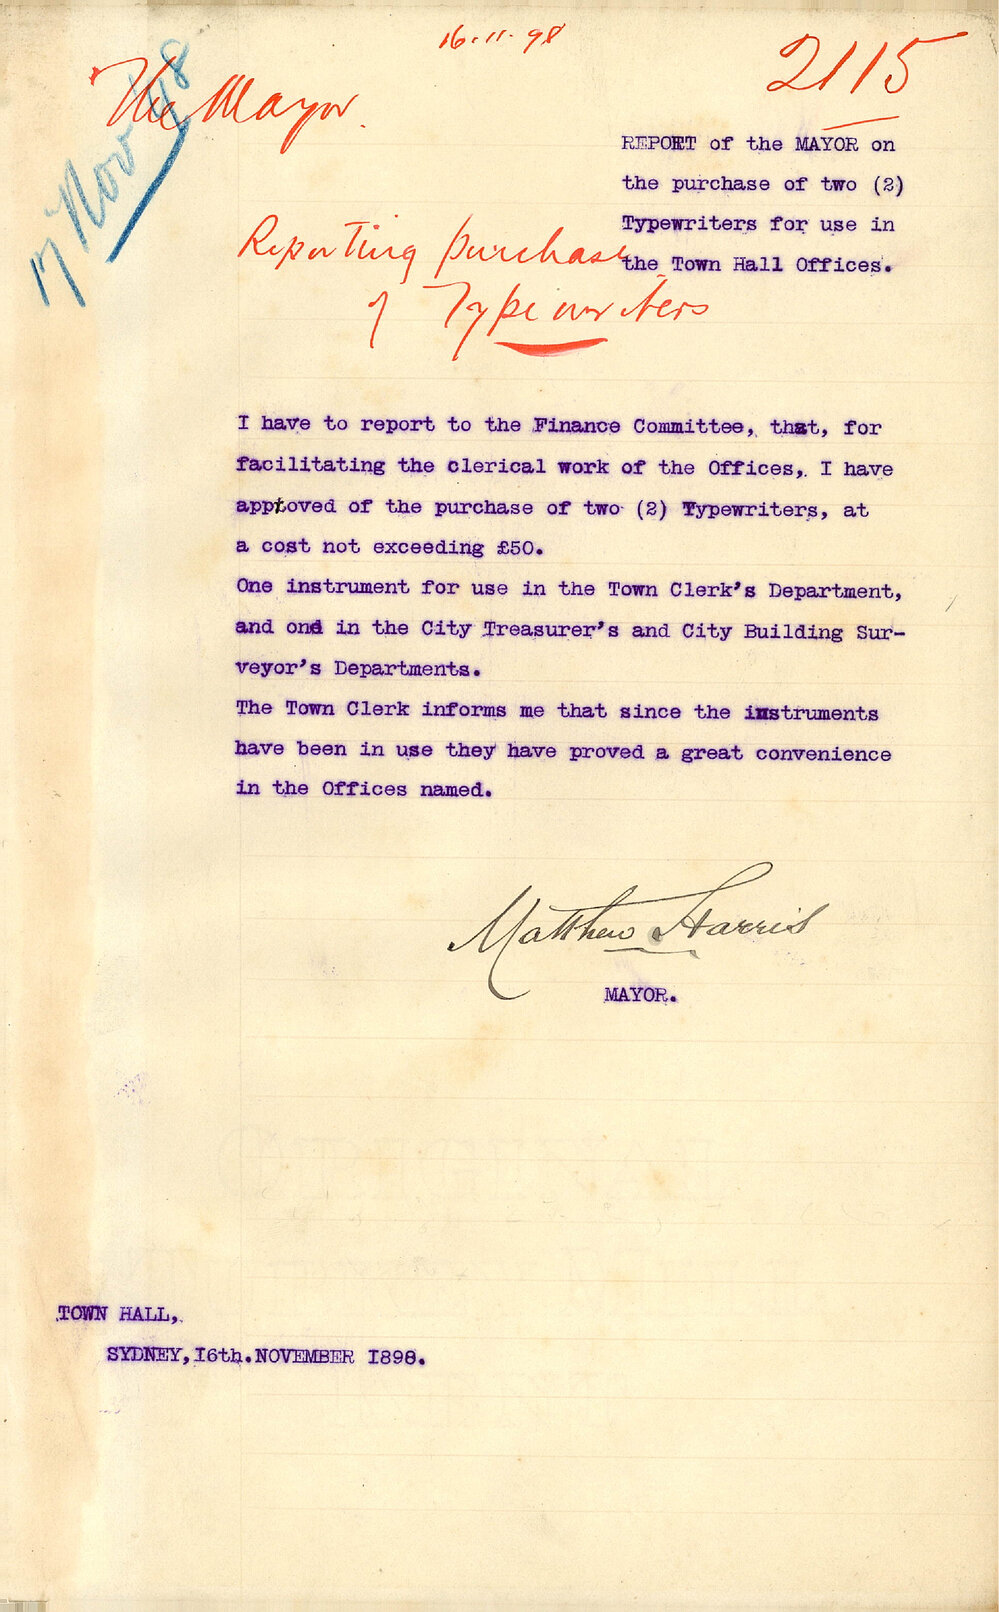 16.11.98
2115
The Mayor.
17 Nov 98
REPORT of the MAYOR on
the purchase of two (2)
Typewriters for use in
the Town Hall Offices.
Reporting purchase
of Typewriters
I have to report to the Finance Committee, that, for
facilitating the clerical work of the Offices, I have
approved of the purchase of two (2) Typewriters, at
a cost not exceeding £50.
One instrument for use in the Town Clerk's Department,
and one in the City Treasurer's and City Building Sur-
veyor's Departments.
The Town Clerk informs me that since the instruments
have been in use they have proved a great convenience
in the Offices named.
Matthew Harris
MAYOR.
TOWN HALL,
SYDNEY, I6th. NOVEMBER I898.